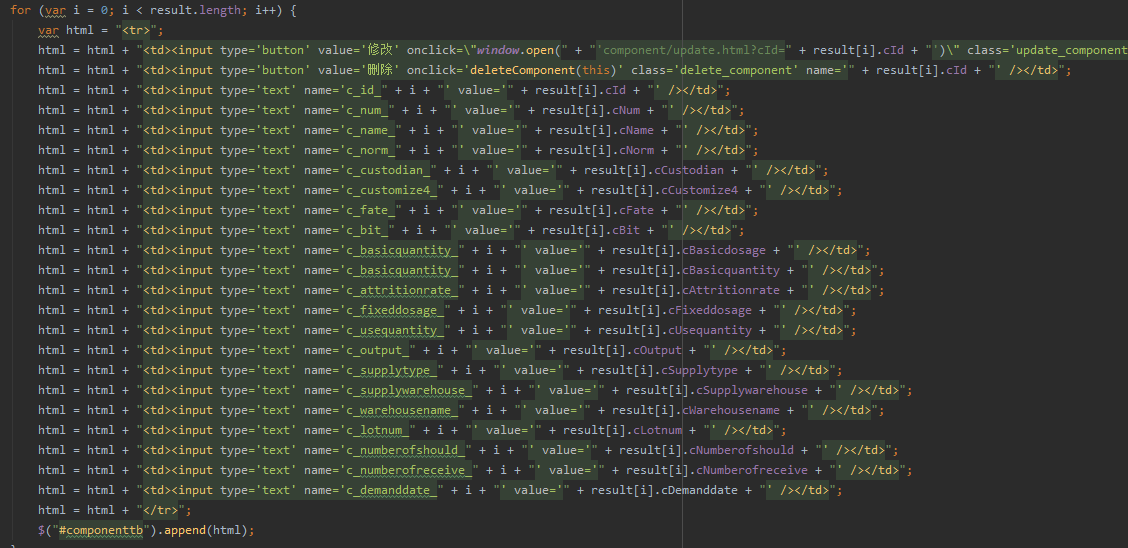 for (var i = 0; i < result.length; i++) {
var html = "<tr>";
html = html + "<td><input type='button' value='修改' onclick=\"window.open(" + "'component/update.html?cId=" + result[i].cId + "')\" class='update_component
html = html + "<td><input type='button' value='刪除' onclick='deleteComponent(this)' class='delete_component' name='" + result[i].cId + "' /></td>";
html = html + "<td><input type='text' name='c_id_" + i + "' value='" + result[i].cId + "' /></td>";
html = html + "<td><input type='text' name='c_num_" + i + "' value='" + result[i].cNum + "' /></td>";
html = html + "<td><input type='text' name='c_name_" + i + "' value='" + result[i].cName + "' /></td>";
html = html + "<td><input type='text' name='c_norm_" + i + "' value='" + result[i].cNorm + "' /></td>";
html = html + "<td><input type='text' name='c_custodian_" + i + "' value='" + result[i].cCustodian + "' /></td>";
html = html + "<td><input type='text' name='c_customize4_" + i + "' value='" + result[i].cCustomize4 + "' /></td>";
html = html + "<td><input type='text' name='c_fate_" + i + "' value='" + result[i].cFate + "' /></td>";
html = html + "<td><input type='text' name='c_bit_" + i + "' value='" + result[i].cBit + "' /></td>";
html = html + "<td><input type='text' name='c_basicquantity_" + i + "' value='" + result[i].cBasicdosage + "' /></td>";
html = html + "<td><input type='text' name='c_basicquantity_" + i + "' value='" + result[i].cBasicquantity + "' /></td>";
html = html + "<td><input type='text' name='c_attritionrate_" + i + "' value='" + result[i].cAttritionrate + "' /></td>";
html = html + "<td><input type='text' name='c_fixeddosage_" + i + "' value='" + result[i].cFixeddosage + "' /></td>";
html = html + "<td><input type='text' name='c_usequantity_" + i + "' value='" + result[i].cUsequantity + "' /></td>";
html = html + "<td><input type='text' name='c_output_" + i + "' value='" + result[i].cOutput + "' /></td>";
html = html + "<td><input type='text' name='c_supplytype_" + i + "' value='" + result[i].cSupplytype + "' /></td>";
html = html + "<td><input type='text' name='c_supplywarehouse_" + i + "' value='" + result[i].cSupplywarehouse + "' /></td>";
html = html + "<td><input type='text' name='c_warehousename_" + i + "' value='" + result[i].cWarehousename + "' /></td>";
html = html + "<td><input type='text' name='c_lotnum_" + i + "' value='" + result[i].cLotnum + "' /></td>";
html = html + "<td><input type='text' name='c_numberofshould_" + i + "' value='" + result[i].cNumberofshould + "' /></td>";
html = html + "<td><input type='text' name='c_numberofreceive_" + i + "' value='" + result[i].cNumberofreceive + "' /></td>";
html = html + "<td><input type='text' name='c_demanddate_" + i + "' value='" + result[i].cDemanddate + "' /></td>";
html = html + "</tr>";
$("#componenttb").append(html);